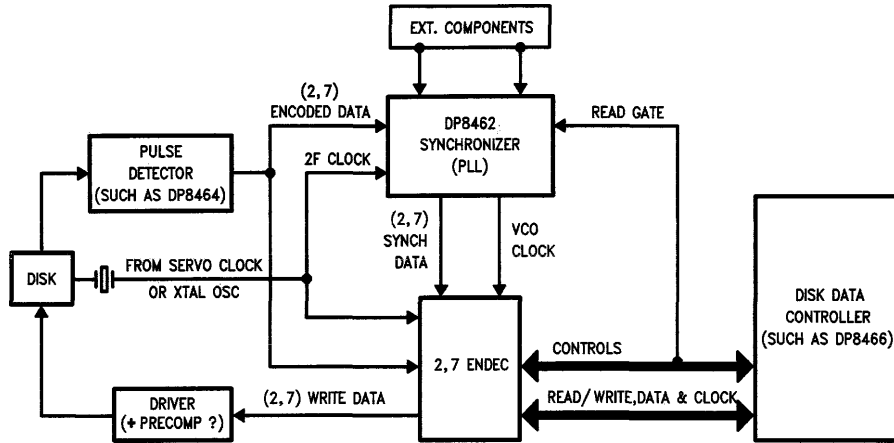 EXT. COMPONENTS
(2,7)
ENCODED DATA
DP8462
SYNCHRONIZER
(PLL)
READ GATE
PULSE
DETECTOR
(SUCH AS DP8464)
2F CLOCK
(2,7)
SYNCH
DATA
VCO
CLOCK
DISK
FROM SERVO CLOCK
OR XTAL OSC
DISK DATA
CONTROLLER
(SUCH AS DP8466)
2,7 ENDEC
CONTROLS
DRIVER
(+ PRECOMP ?)
(2,7) WRITE DATA
READ/WRITE,DATA & CLOCK